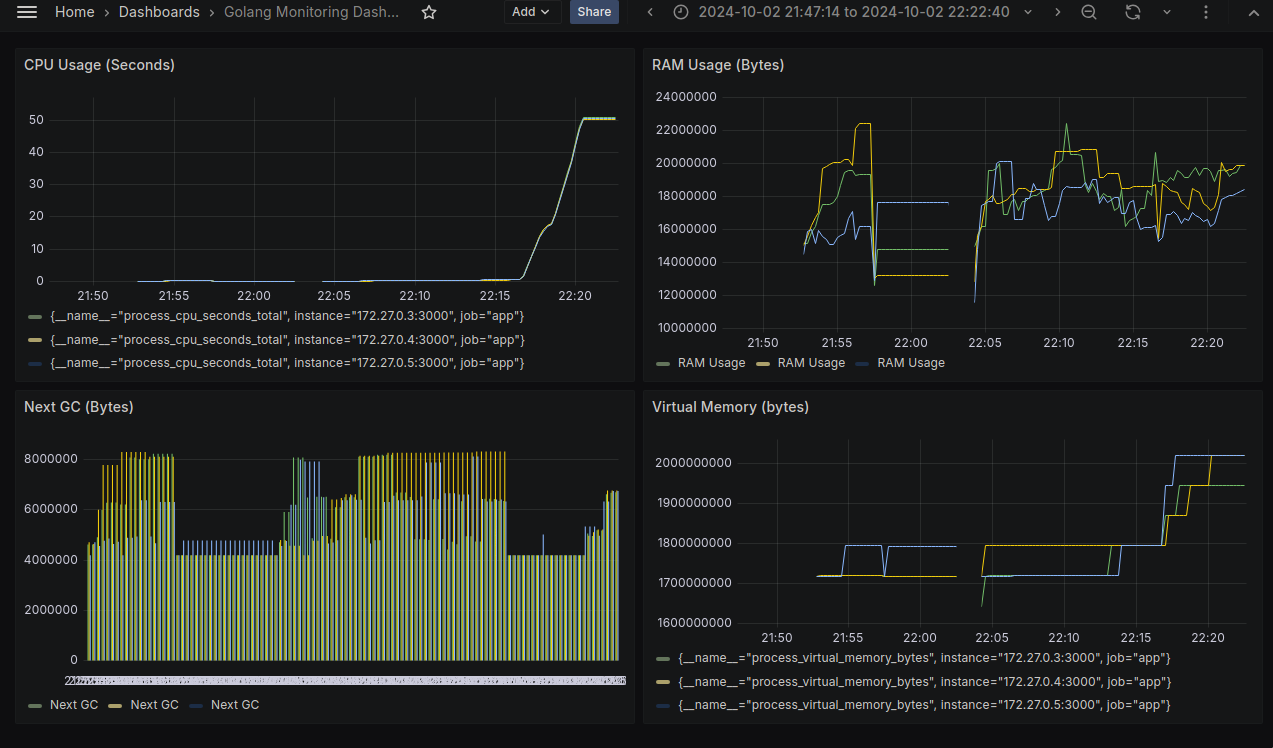 Home › Dashboards › Golang Monitoring Dash... Add Share 2024-10-02 21:47:14 to 2024-10-02 22:22:40
CPU Usage (Seconds)
50
40
30
20
10
0
21:50 21:55 22:00 22:05 22:10 22:15 22:20
{__name__="process_cpu_seconds_total", instance="172.27.0.3:3000", job="app"}
{__name__="process_cpu_seconds_total", instance="172.27.0.4:3000", job="app"}
{__name__="process_cpu_seconds_total", instance="172.27.0.5:3000", job="app"}
RAM Usage (Bytes)
24000000
22000000
20000000
18000000
16000000
14000000
12000000
10000000
21:50 21:55 22:00 22:05 22:10 22:15 22:20
RAM Usage RAM Usage RAM Usage
Next GC (Bytes)
8000000
6000000
4000000
2000000
0
Next GC Next GC Next GC
Virtual Memory (bytes)
2000000000
1900000000
1800000000
1700000000
1600000000
21:50 21:55 22:00 22:05 22:10 22:15 22:20
{__name__="process_virtual_memory_bytes", instance="172.27.0.3:3000", job="app"}
{__name__="process_virtual_memory_bytes", instance="172.27.0.4:3000", job="app"}
{__name__="process_virtual_memory_bytes", instance="172.27.0.5:3000", job="app"}